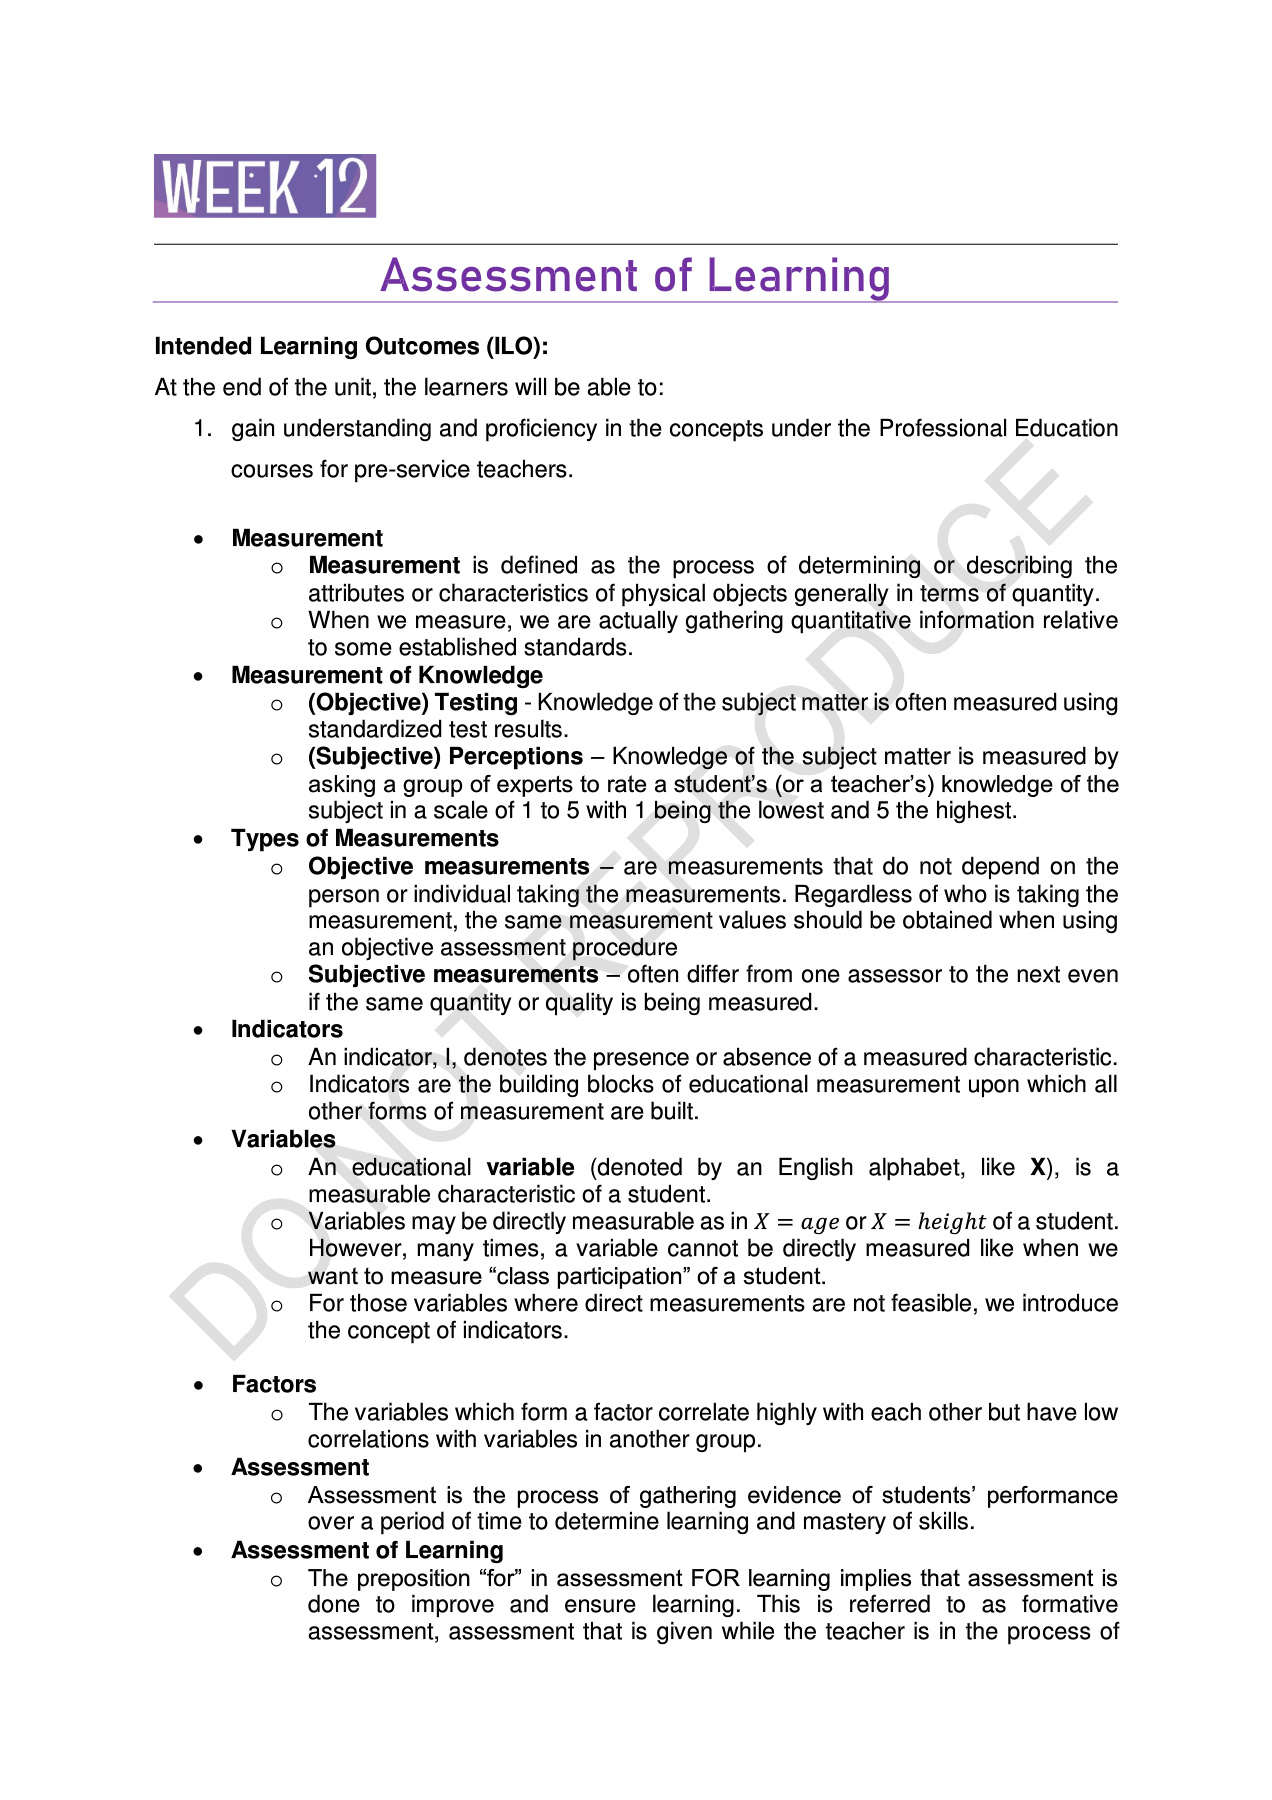 WEEK 12
Assessment of Learning
Intended Learning Outcomes (ILO):
At the end of the unit, the learners will be able to:
1. gain understanding and proficiency in the concepts under the Professional Education
courses for pre-service teachers.
• Measurement
o Measurement is defined as the process of determining or describing the
attributes or characteristics of physical objects generally in terms of quantity.
o When we measure, we are actually gathering quantitative information relative
to some established standards.
• Measurement of Knowledge
o (Objective) Testing - Knowledge of the subject matter is often measured using
standardized test results.
o (Subjective) Perceptions – Knowledge of the subject matter is measured by
asking a group of experts to rate a student’s (or a teacher’s) knowledge of the
subject in a scale of 1 to 5 with 1 being the lowest and 5 the highest.
• Types of Measurements
o Objective measurements – are measurements that do not depend on the
person or individual taking the measurements. Regardless of who is taking the
measurement, the same measurement values should be obtained when using
an objective assessment procedure
o Subjective measurements – often differ from one assessor to the next even
if the same quantity or quality is being measured.
• Indicators
o An indicator, I, denotes the presence or absence of a measured characteristic.
o Indicators are the building blocks of educational measurement upon which all
other forms of measurement are built.
• Variables
o An educational variable (denoted by an English alphabet, like X), is a
measurable characteristic of a student.
o Variables may be directly measurable as in X = age or X = height of a student.
However, many times, a variable cannot be directly measured like when we
want to measure “class participation” of a student.
o For those variables where direct measurements are not feasible, we introduce
the concept of indicators.
• Factors
o The variables which form a factor correlate highly with each other but have low
correlations with variables in another group.
• Assessment
o Assessment is the process of gathering evidence of students’ performance
over a period of time to determine learning and mastery of skills.
• Assessment of Learning
o The preposition “for” in assessment FOR learning implies that assessment is
done to improve and ensure learning. This is referred to as formative
assessment, assessment that is given while the teacher is in the process of
DO NOT REPRODUCE